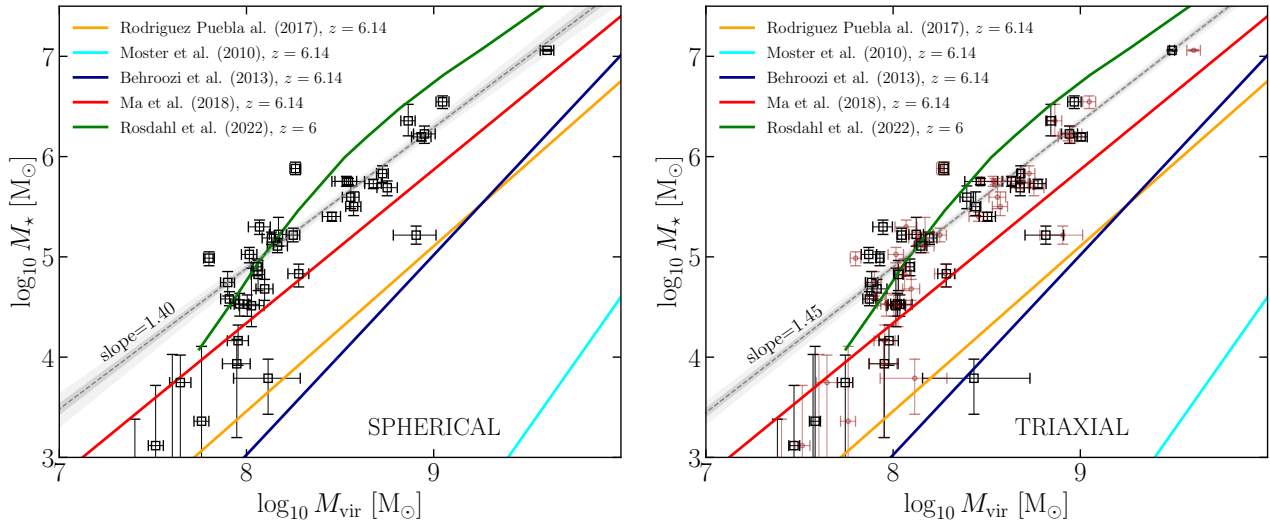 Rodriguez Puebla et al. (2017), z = 6.14
Moster et al. (2010), z = 6.14
Behroozi et al. (2013), z = 6.14
Ma et al. (2018), z = 6.14
Rosdahl et al. (2022), z = 6
slope=1.40
SPHERICAL
7
6
5
4
3
7
8
9
log₁₀ M⋆ [M⊙]
log₁₀ Mvir [M⊙]
Rodriguez Puebla et al. (2017), z = 6.14
Moster et al. (2010), z = 6.14
Behroozi et al. (2013), z = 6.14
Ma et al. (2018), z = 6.14
Rosdahl et al. (2022), z = 6
slope=1.45
TRIAXIAL
7
6
5
4
3
7
8
9
log₁₀ M⋆ [M⊙]
log₁₀ Mvir [M⊙]